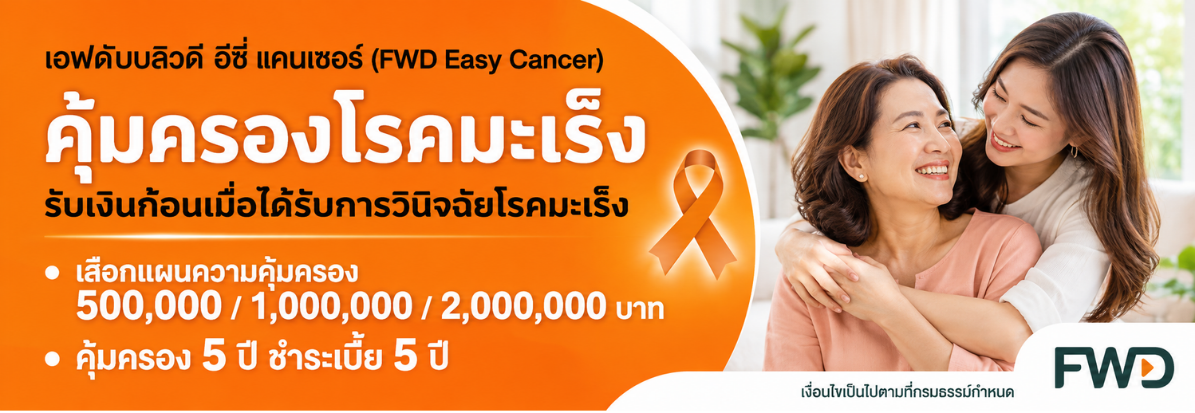 เอฟดับบลิวดี อีซี่ แคนเซอร์ (FWD Easy Cancer)
คุ้มครองโรคมะเร็ง
รับเงินก้อนเมื่อได้รับการวินิจฉัยโรคมะเร็ง
• เสือกแผนความคุ้มครอง
500,000 / 1,000,000 / 2,000,000 บาท
• คุ้มครอง 5 ปี ชำระเบี้ย 5 ปี
เงื่อนไขเป็นไปตามที่กรมธรรม์กำหนด
FWD